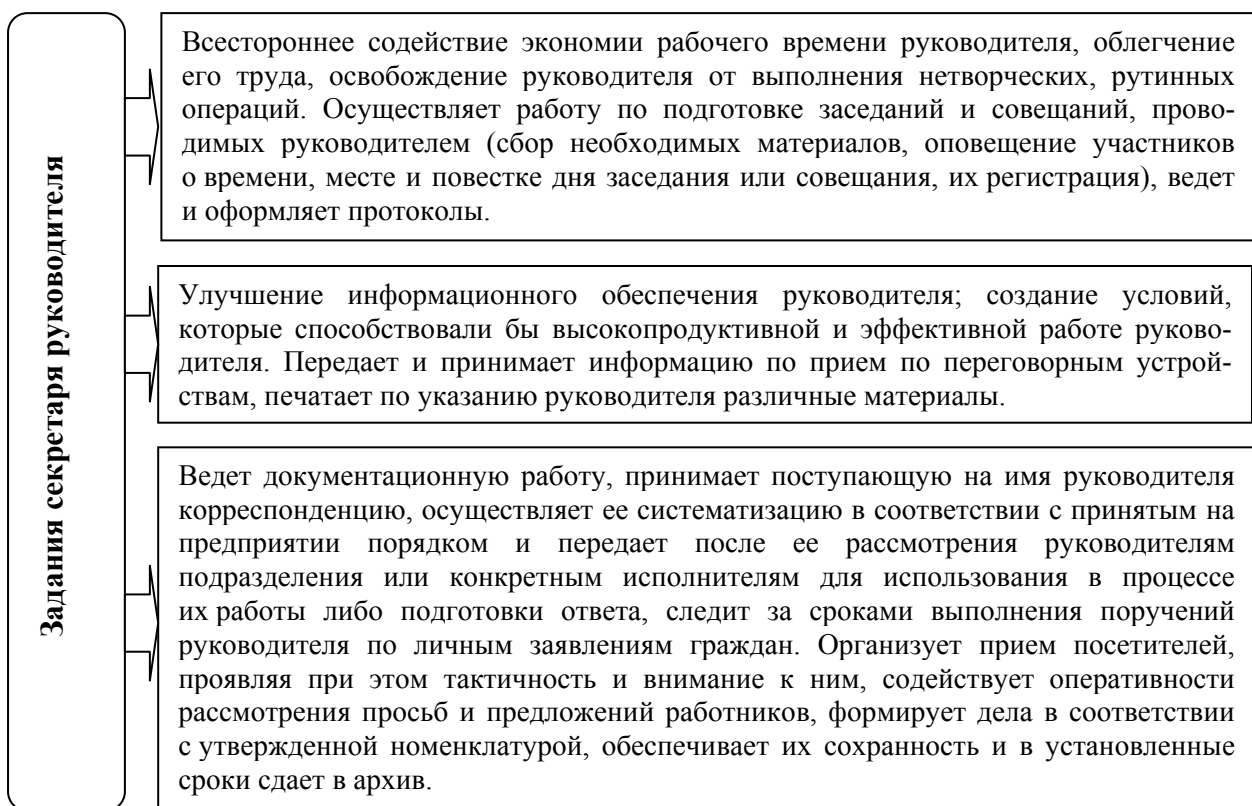 Задания секретаря руководителя
Всестороннее содействие экономии рабочего времени руководителя, облегчение
его труда, освобождение руководителя от выполнения нетворческих, рутинных
операций. Осуществляет работу по подготовке заседаний и совещаний, прово-
димых руководителем (сбор необходимых материалов, оповещение участников
о времени, месте и повестке дня заседания или совещания, их регистрация), ведет
и оформляет протоколы.
Улучшение информационного обеспечения руководителя; создание условий,
которые способствовали бы высокопродуктивной и эффективной работе руково-
дителя. Передает и принимает информацию по прием по переговорным устрой-
ствам, печатает по указанию руководителя различные материалы.
Ведет документационную работу, принимает поступающую на имя руководителя
корреспонденцию, осуществляет ее систематизацию в соответствии с принятым на
предприятии порядком и передает после ее рассмотрения руководителям
подразделения или конкретным исполнителям для использования в процессе
их работы либо подготовки ответа, следит за сроками выполнения поручений
руководителя по личным заявлениям граждан. Организует прием посетителей,
проявляя при этом тактичность и внимание к ним, содействует оперативности
рассмотрения просьб и предложений работников, формирует дела в соответствии
с утвержденной номенклатурой, обеспечивает их сохранность и в установленные
сроки сдает в архив.